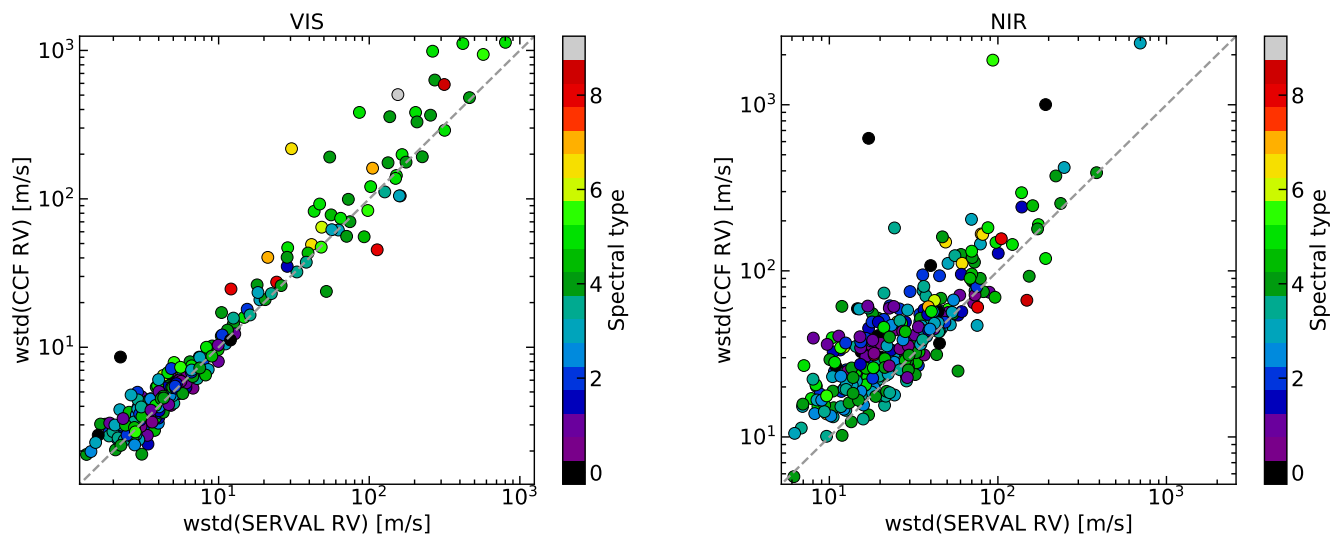 VIS
10³
10²
10¹
wstd(CCF RV) [m/s]
10¹
10²
10³
wstd(SERVAL RV) [m/s]
8
6
4
2
0
Spectral type
NIR
10³
10²
10¹
wstd(CCF RV) [m/s]
10¹
10²
10³
wstd(SERVAL RV) [m/s]
8
6
4
2
0
Spectral type